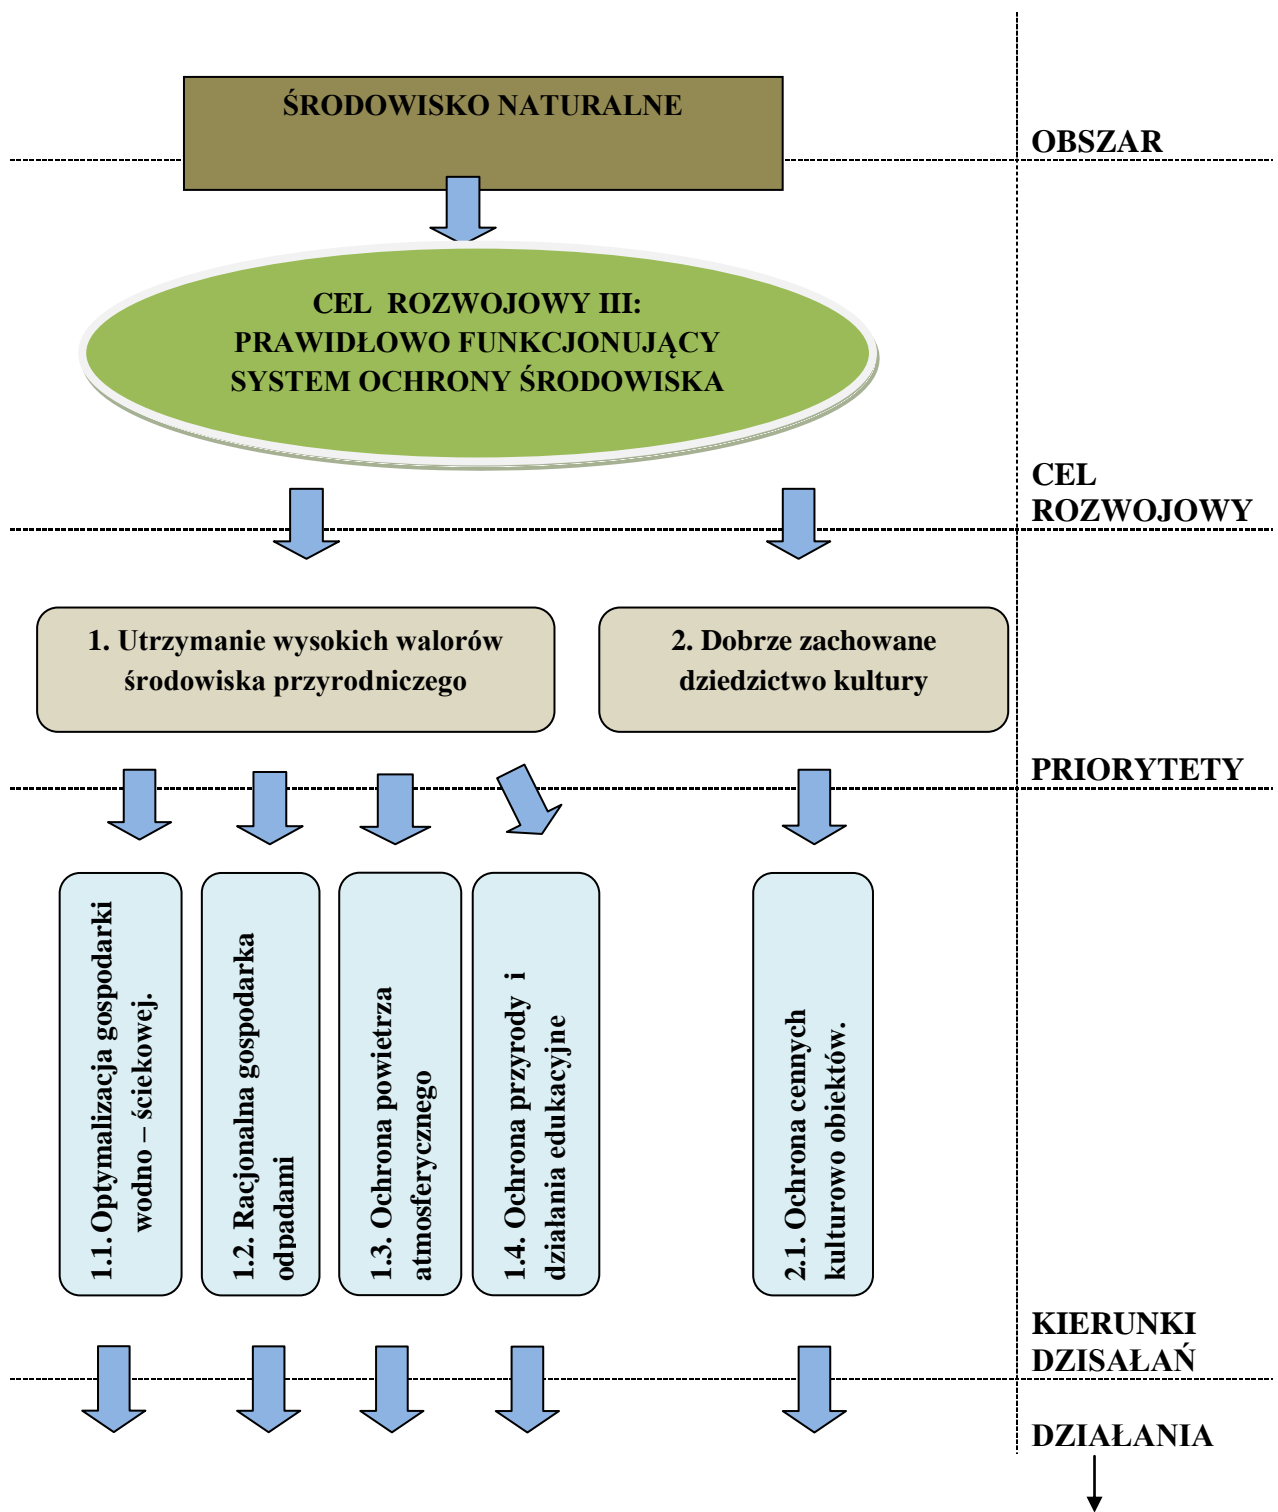 ŚRODOWISKO NATURALNE
OBSZAR
CEL ROZWOJOWY III:
PRAWIDŁOWO FUNKCJONUJĄCY
SYSTEM OCHRONY ŚRODOWISKA
CEL
ROZWOJOWY
1. Utrzymanie wysokich walorów
środowiska przyrodniczego
2. Dobrze zachowane
dziedzictwo kultury
PRIORYTETY
1.1. Optymalizacja gospodarki
wodno – ściekowej.
1.2. Racjonalna gospodarka
odpadami
1.3. Ochrona powietrza
atmosferycznego
1.4. Ochrona przyrody i
działania edukacyjne
2.1. Ochrona cennych
kulturowo obiektów.
KIERUNKI
DZISAŁAŃ
DZIAŁANIA